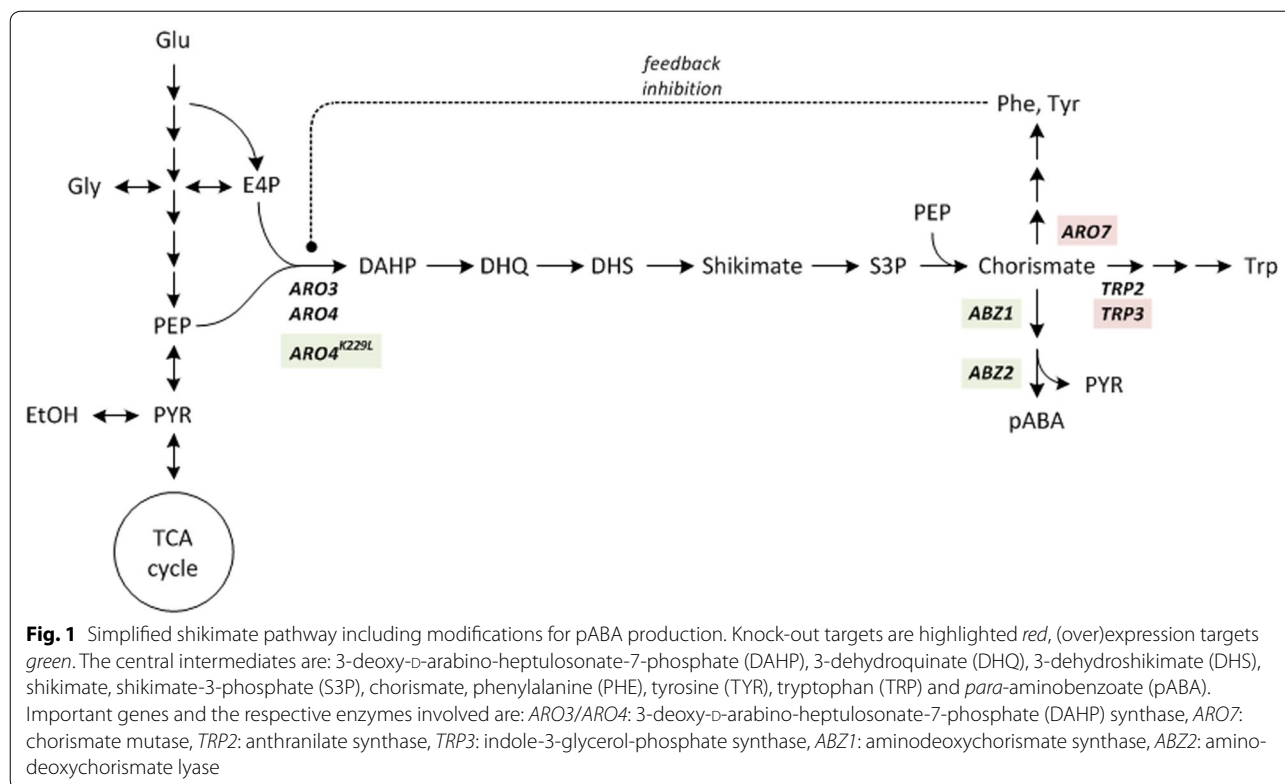 Glu
feedback
inhibition
Phe, Tyr
Gly
E4P
PEP
ARO7
DAHP
DHQ
DHS
Shikimate
S3P
Chorismate
Trp
ARO3
ARO4
ARO4K229L
TRP2
TRP3
ABZ1
PEP
ABZ2
PYR
EtOH
PYR
pABA
TCA
cycle
Fig. 1 Simplified shikimate pathway including modifications for pABA production. Knock-out targets are highlighted red, (over)expression targets
green. The central intermediates are: 3-deoxy-D-arabino-heptulosonate-7-phosphate (DAHP), 3-dehydroquinate (DHQ), 3-dehydroshikimate (DHS),
shikimate, shikimate-3-phosphate (S3P), chorismate, phenylalanine (PHE), tyrosine (TYR), tryptophan (TRP) and para-aminobenzoate (pABA).
Important genes and the respective enzymes involved are: ARO3/ARO4: 3-deoxy-D-arabino-heptulosonate-7-phosphate (DAHP) synthase, ARO7:
chorismate mutase, TRP2: anthranilate synthase, TRP3: indole-3-glycerol-phosphate synthase, ABZ1: aminodeoxychorismate synthase, ABZ2: amino-
deoxychorismate lyase